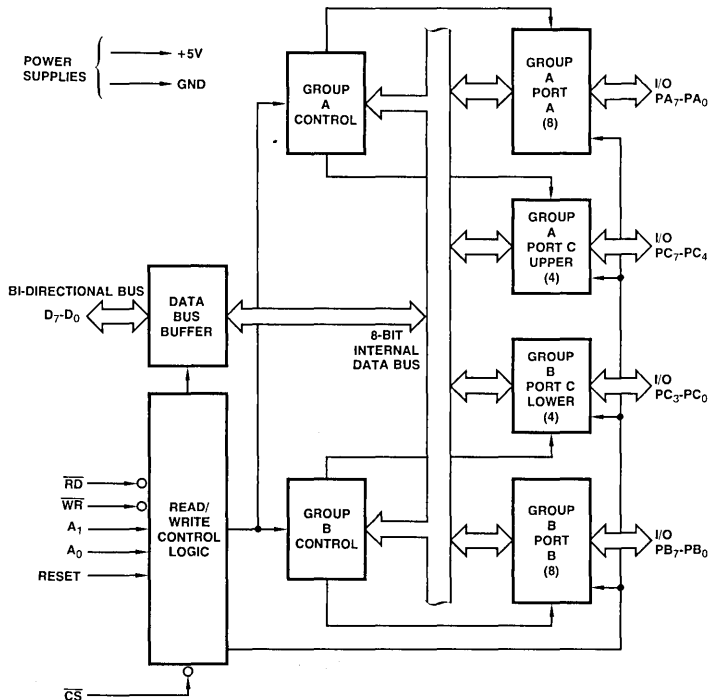 POWER
SUPPLIES
+5V
GND
GROUP
A
CONTROL
GROUP
A
PORT
A
(8)
I/O
PA7-PA0
GROUP
A
PORT C
UPPER
(4)
I/O
PC7-PC4
BI-DIRECTIONAL BUS
D7-D0
DATA
BUS
BUFFER
8-BIT
INTERNAL
DATA BUS
GROUP
B
PORT C
LOWER
(4)
I/O
PC3-PC0
RD
WR
A1
A0
RESET
READ/
WRITE
CONTROL
LOGIC
GROUP
B
CONTROL
GROUP
B
PORT
B
(8)
I/O
PB7-PB0
CS